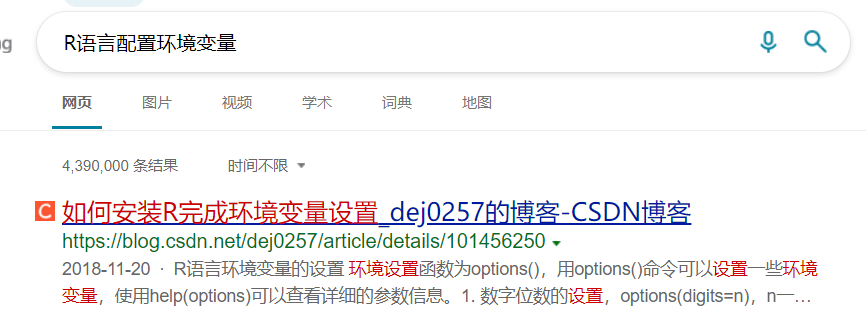 R语言配置环境变量
网页 图片 视频 学术 词典 地图
4,390,000 条结果 时间不限
如何安装R完成环境变量设置_dej0257的博客-CSDN博客
https://blog.csdn.net/dej0257/article/details/101456250
2018-11-20 · R语言环境变量的设置 环境设置函数为options()，用options()命令可以设置一些环境
变量，使用help(options)可以查看详细的参数信息。1. 数字位数的设置，options(digits=n)，n一…